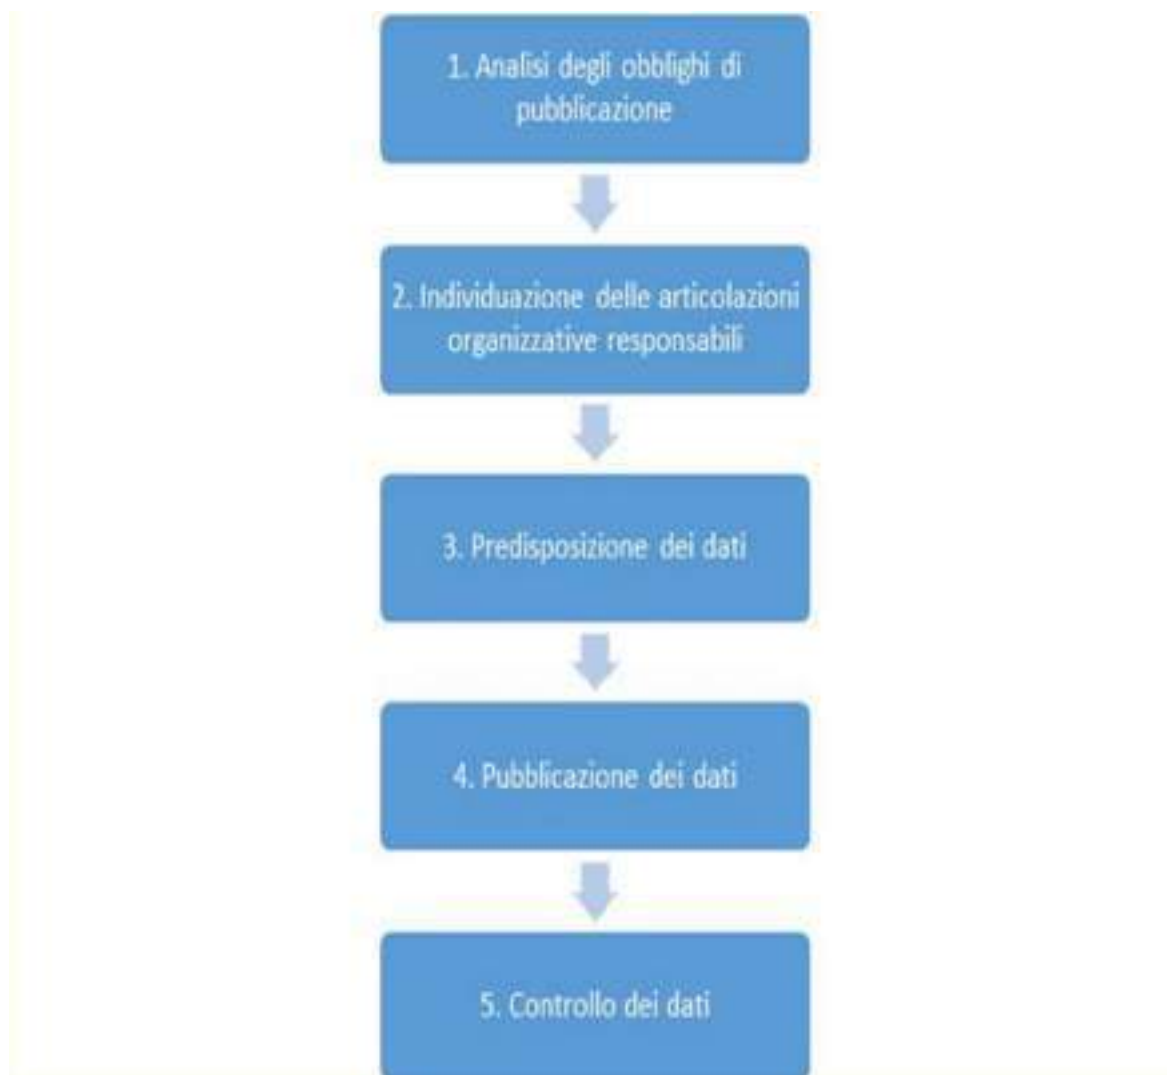 1. Analisi degli obblighi di
pubblicazione
2. Individuazione delle articolazioni
organizzative responsabili
3. Predisposizione dei dati
4. Pubblicazione dei dati
5. Controllo dei dati